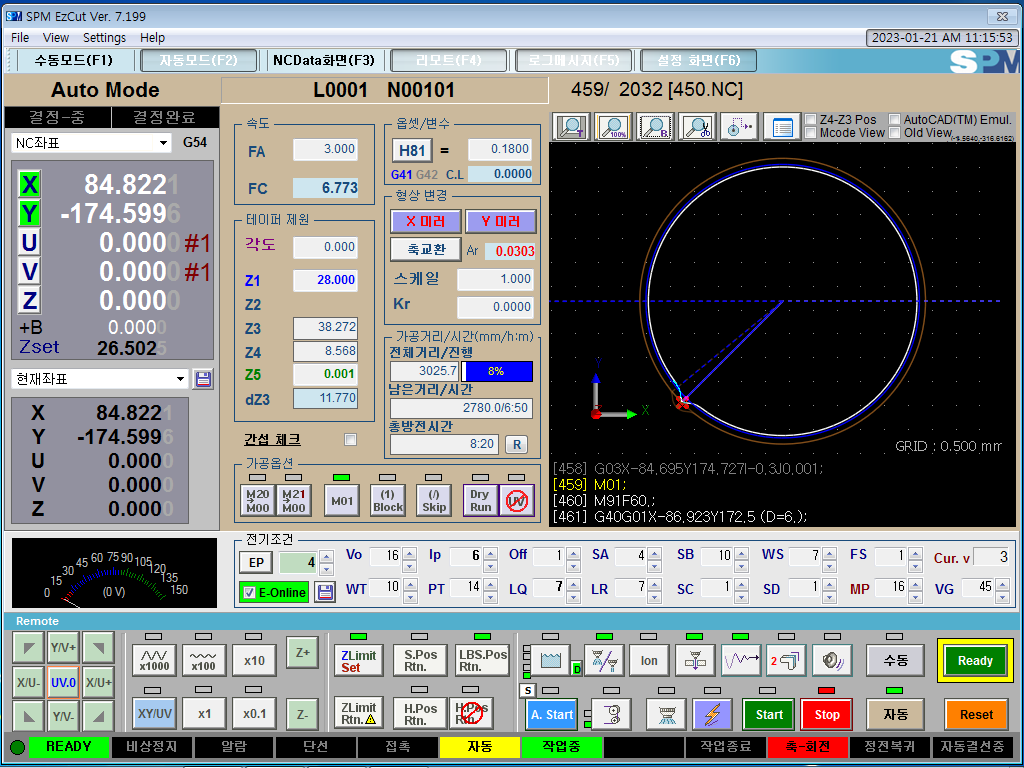 SPM EzCut Ver. 7.199
File View Settings Help
2023-01-21 AM 11:15:53
수동모드(F1) 자동모드(F2) NCData화면(F3) 리모트(F4) 로그메시지(F5) 설정 화면(F6)
SPM
Auto Mode
L0001 N00101
459/ 2032 [450.NC]
결정-중 결정완료
NC좌표 G54
X 84.8221
Y -174.5996
U 0.0000 #1
V 0.0000 #1
Z 0.0000
+B 0.0000
Zset 26.5025
현재좌표
X 84.8221
Y -174.5996
U 0.0000
V 0.0000
Z 0.0000
속도
FA 3.000
FC 6.773
테이퍼 제원
각도 0.000
Z1 28.000
Z2
Z3 38.272
Z4 8.568
Z5 0.001
dZ3 11.770
간섭 체크
옵셋/변수
H81 = 0.1800
G41 G42 C.L 0.0000
형상 변경
X 미러 Y 미러
축교환 Ar 0.0303
스케일 1.000
Kr 0.0000
가공거리/시간(mm/h:m)
전체거리/진행
3025.7 8%
남은거리/시간
2780.0/6:50
총방전시간
8:20 R
가공옵션
M20 M00 M21 M00 M01 (1) Block (/) Skip Dry Run UV
T 100% B
Z4-Z3 Pos AutoCAD(TM) Emul.
Mcode View Old View
X Y
GRID : 0.500 mm
[458] G03X-84,695Y174,727I-0,3J0,001;
[459] M01;
[460] M91F60,;
[461] G40G01X-86,923Y172,5 (D=6,);
0 15 30 45 60 75 90 105 120 135 150
(0 V)
전기조건
EP 4 Vo 16 Ip 6 Off 1 SA 4 SB 10 WS 7 FS 1 Cur. v 3
E-Online WT 10 PT 14 LQ 7 LR 7 SC 1 SD 1 MP 16 VG 45
Remote
Y/V+ x1000 x100 x10 Z+ ZLimit Set S.Pos Rtn. LBS.Pos Rtn. D Ion 2 수동 Ready
X/U- UV.0 X/U+
Y/V- XY/UV x1 x0.1 Z- ZLimit Rtn. H.Pos Rtn. H.Pos Rtn. S A. Start Start Stop 자동 Reset
READY 비상정지 알람 단선 접촉 자동 작업중 작업종료 축-회전 정전복귀 자동결선중